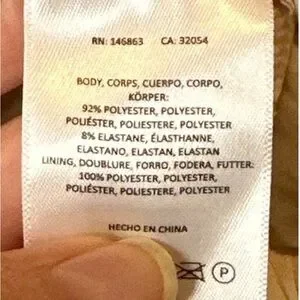 RN: 146863 CA: 32054
BODY, CORPS, CUERPO, CORPO,
KÖRPER:
92% POLYESTER, POLYESTER,
POLIÉSTER, POLIESTERE, POLYESTER
8% ELASTANE, ÉLASTHANNE,
ELASTANO, ELASTAN, ELASTAN
LINING, DOUBLURE, FORRO, FODERA, FUTTER:
100% POLYESTER, POLYESTER,
POLIÉSTER, POLIESTERE, POLYESTER
HECHO EN CHINA
P